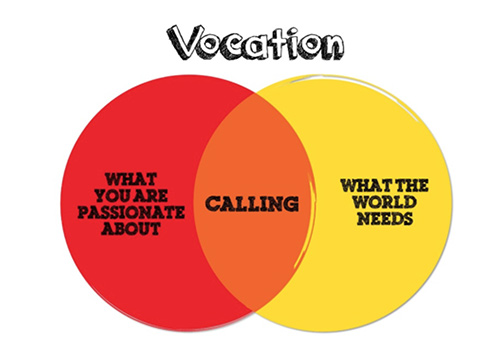 Vocation
WHAT
YOU ARE
PASSIONATE
ABOUT
CALLING
WHAT THE
WORLD
NEEDS